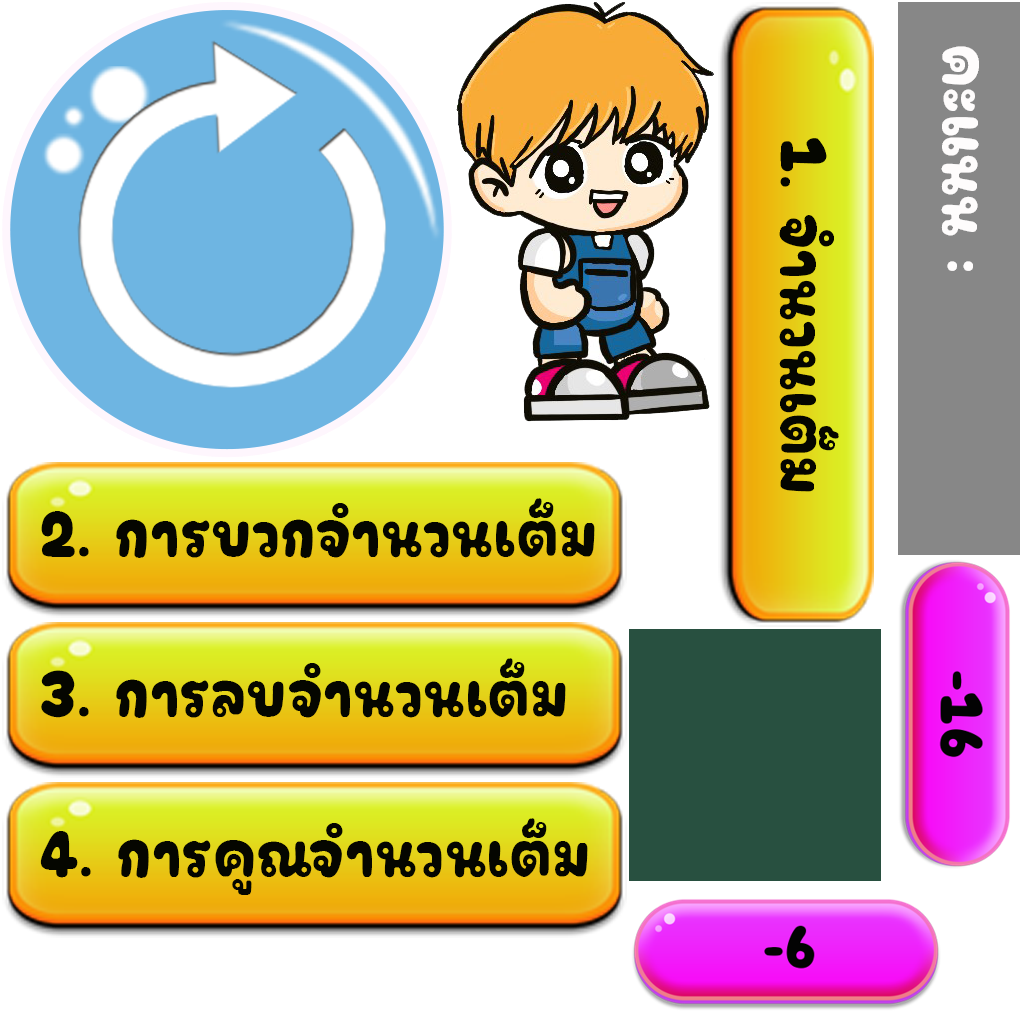 1. จำนวนเต็ม
คะแนน :
2. การบวกจำนวนเต็ม
3. การลบจำนวนเต็ม
4. การคูณจำนวนเต็ม
-16
-6